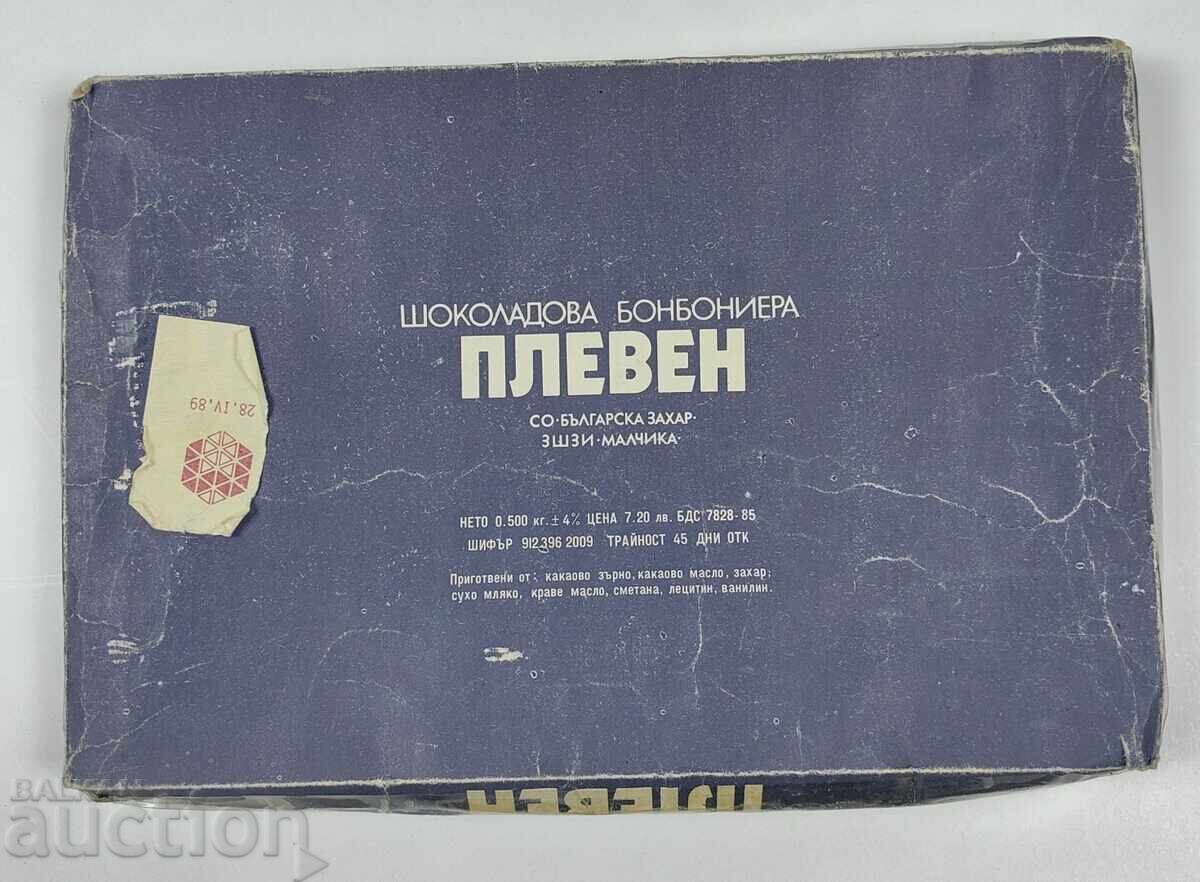 ШОКОЛАДОВА БОНБОНИЕРА
ПЛЕВЕН
СО·БЪЛГАРСКА ЗАХАР·
ЗШЗИ·МАЛЧИКА·
28.IV.89
НЕТО 0.500 кг. ± 4% ЦЕНА 7.20 лв. БДС 7828-85
ШИФЪР 912 396 2009 ТРАЙНОСТ 45 ДНИ ОТК
Приготвени от: какаово зърно, какаово масло, захар;
сухо мляко, краве масло, сметана, лецитин, ванилин.
ПЛЕВЕН
BALKAN
auction